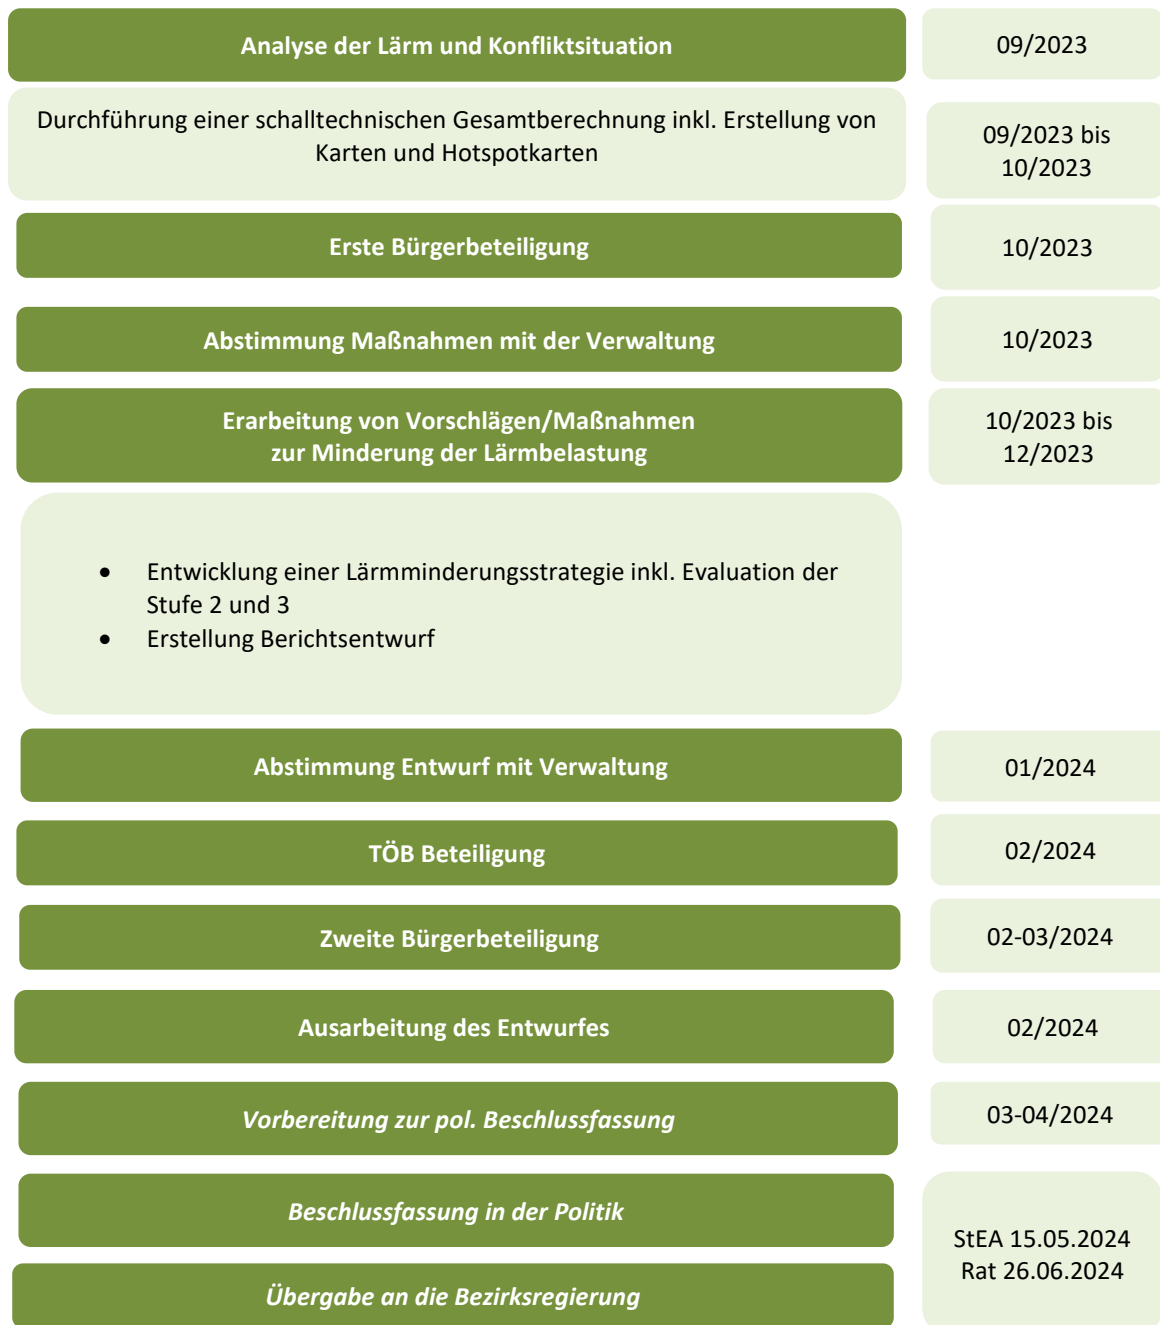 Analyse der Lärm und Konfliktsituation
09/2023
Durchführung einer schalltechnischen Gesamtberechnung inkl. Erstellung von
Karten und Hotspotkarten
09/2023 bis
10/2023
Erste Bürgerbeteiligung
10/2023
Abstimmung Maßnahmen mit der Verwaltung
10/2023
Erarbeitung von Vorschlägen/Maßnahmen
zur Minderung der Lärmbelastung
10/2023 bis
12/2023
• Entwicklung einer Lärmminderungsstrategie inkl. Evaluation der
Stufe 2 und 3
• Erstellung Berichtsentwurf
Abstimmung Entwurf mit Verwaltung
01/2024
TÖB Beteiligung
02/2024
Zweite Bürgerbeteiligung
02-03/2024
Ausarbeitung des Entwurfes
02/2024
Vorbereitung zur pol. Beschlussfassung
03-04/2024
Beschlussfassung in der Politik
StEA 15.05.2024
Rat 26.06.2024
Übergabe an die Bezirksregierung